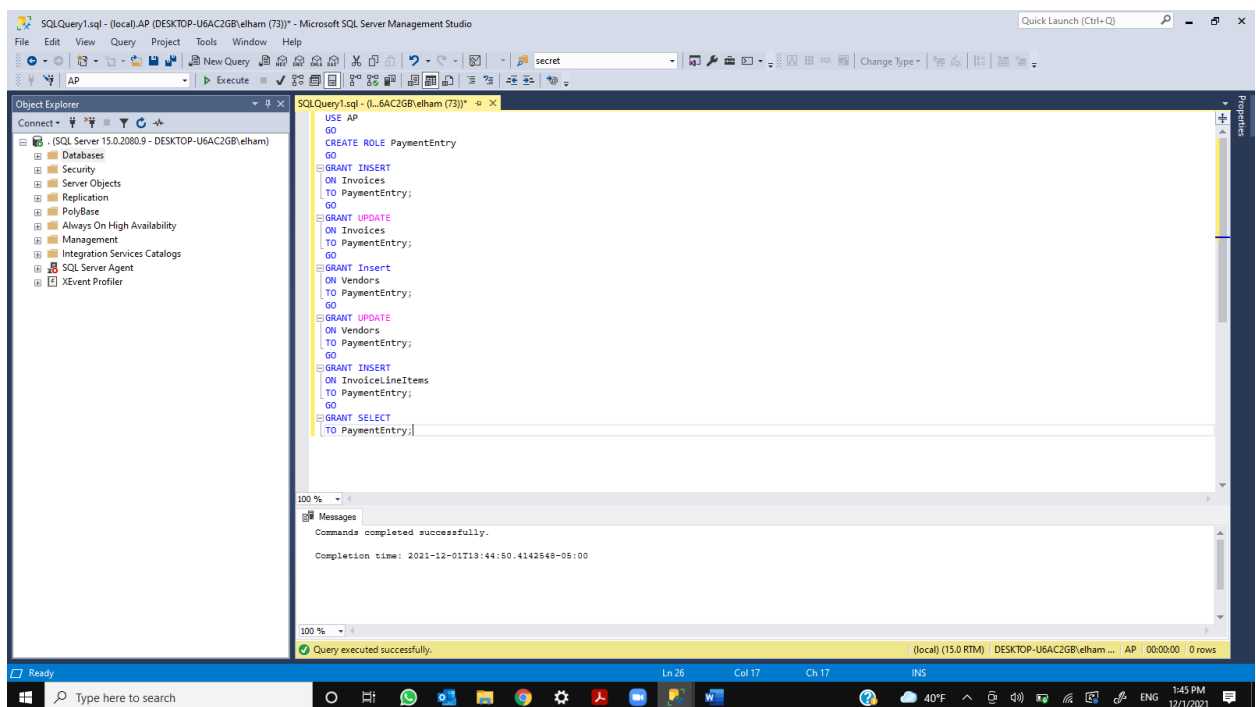 SQLQuery1.sql - (local).AP (DESKTOP-U6AC2GB\elham (73))* - Microsoft SQL Server Management Studio
Quick Launch (Ctrl+Q)
File Edit View Query Project Tools Window Help
New Query
secret
Change Type
AP
Execute
Object Explorer
SQLQuery1.sql - (l...6AC2GB\elham (73))*
Properties
Connect
. (SQL Server 15.0.2080.9 - DESKTOP-U6AC2GB\elham)
Databases
Security
Server Objects
Replication
PolyBase
Always On High Availability
Management
Integration Services Catalogs
SQL Server Agent
XEvent Profiler
USE AP
GO
CREATE ROLE PaymentEntry
GO
GRANT INSERT
ON Invoices
TO PaymentEntry;
GO
GRANT UPDATE
ON Invoices
TO PaymentEntry;
GO
GRANT Insert
ON Vendors
TO PaymentEntry;
GO
GRANT UPDATE
ON Vendors
TO PaymentEntry;
GO
GRANT INSERT
ON InvoiceLineItems
TO PaymentEntry;
GO
GRANT SELECT
TO PaymentEntry;
100 %
Messages
Commands completed successfully.
Completion time: 2021-12-01T13:44:50.4142548-05:00
100 %
Query executed successfully.
(local) (15.0 RTM) DESKTOP-U6AC2GB\elham ... AP 00:00:00 0 rows
Ready
Ln 26 Col 17 Ch 17 INS
Type here to search
40°F
ENG
1:45 PM
12/1/2021